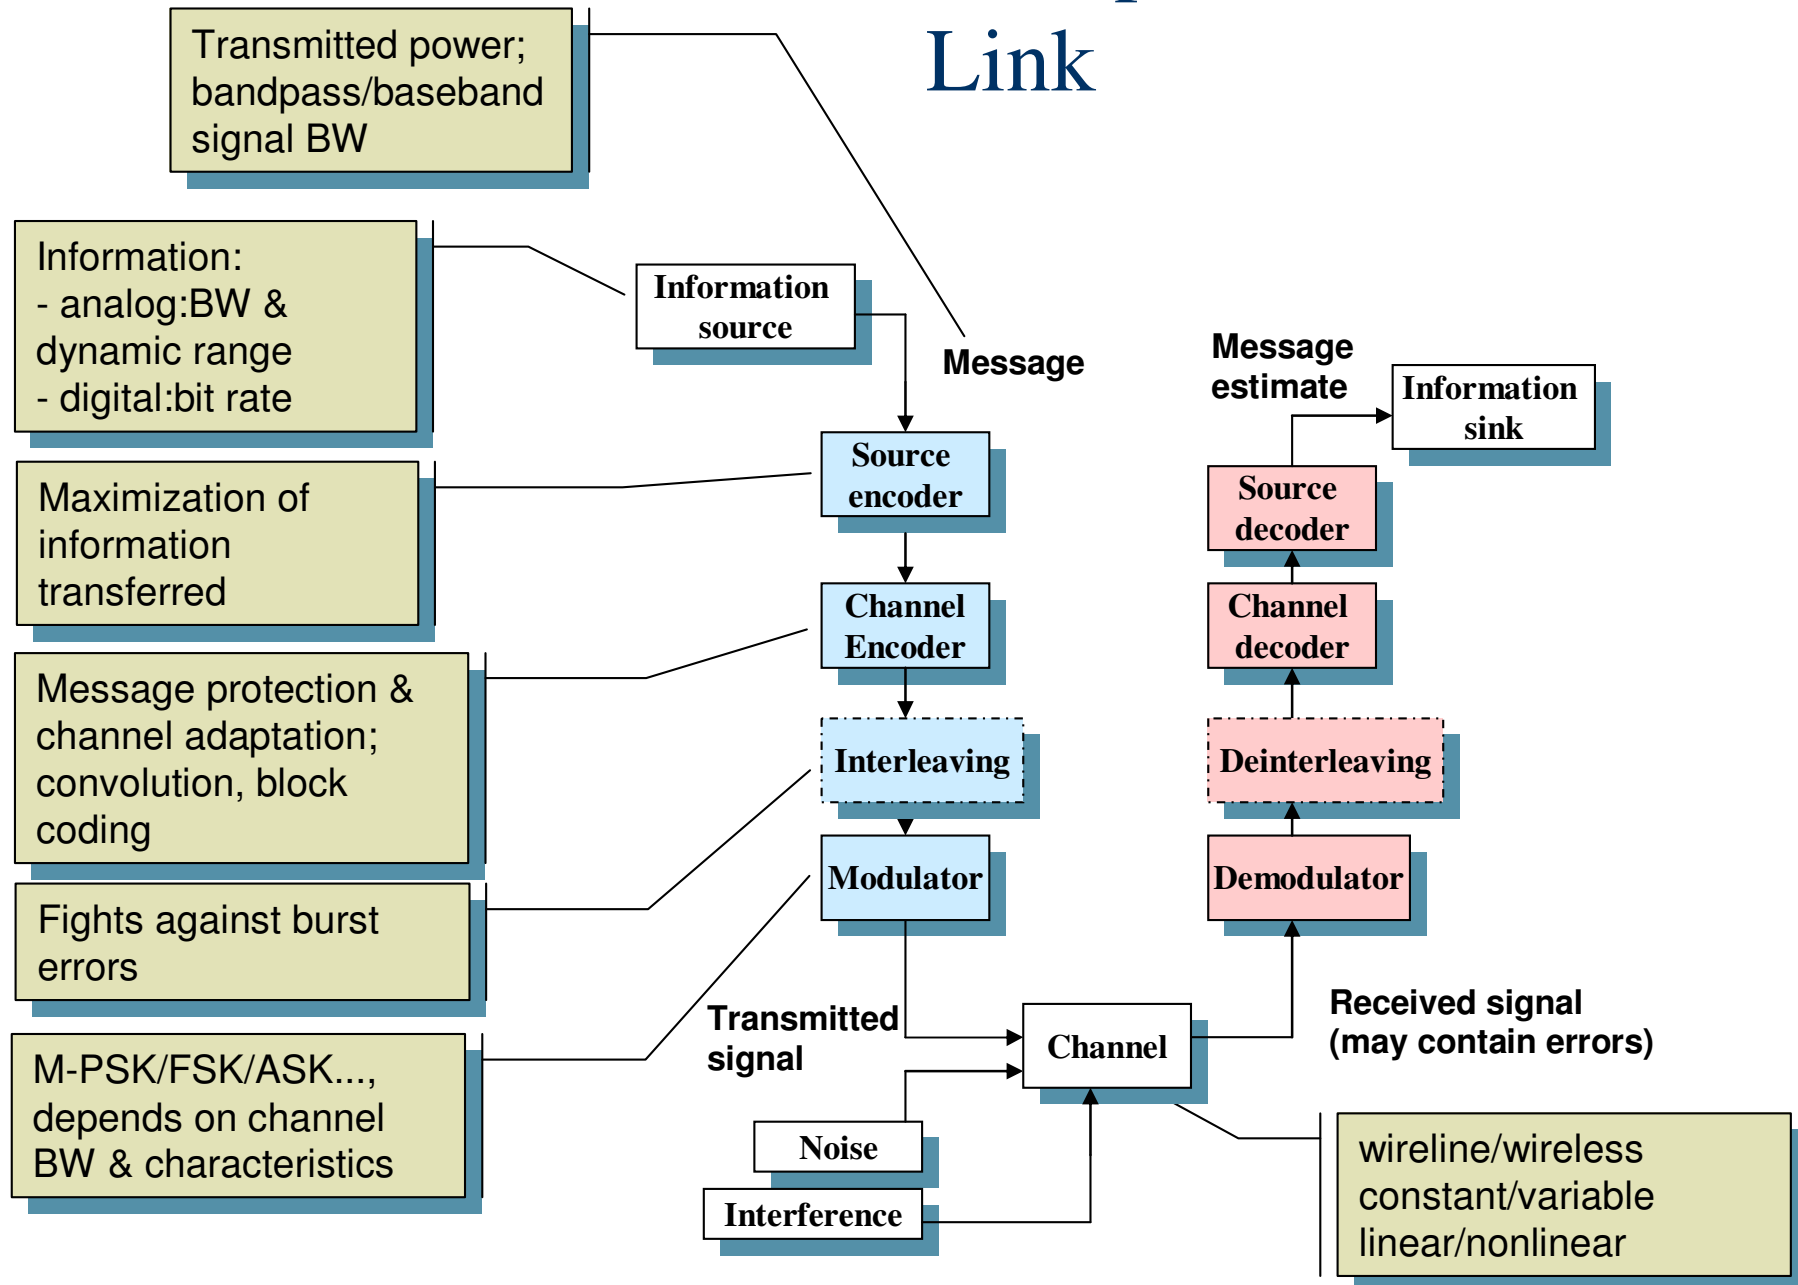 Link
Transmitted power;
bandpass/baseband
signal BW
Information:
- analog:BW &
dynamic range
- digital:bit rate
Information
source
Message
Message
estimate
Information
sink
Maximization of
information
transferred
Source
encoder
Source
decoder
Message protection &
channel adaptation;
convolution, block
coding
Channel
Encoder
Channel
decoder
Interleaving
Deinterleaving
Fights against burst
errors
Modulator
Demodulator
M-PSK/FSK/ASK...,
depends on channel
BW & characteristics
Transmitted
signal
Channel
Received signal
(may contain errors)
Noise
Interference
wireline/wireless
constant/variable
linear/nonlinear